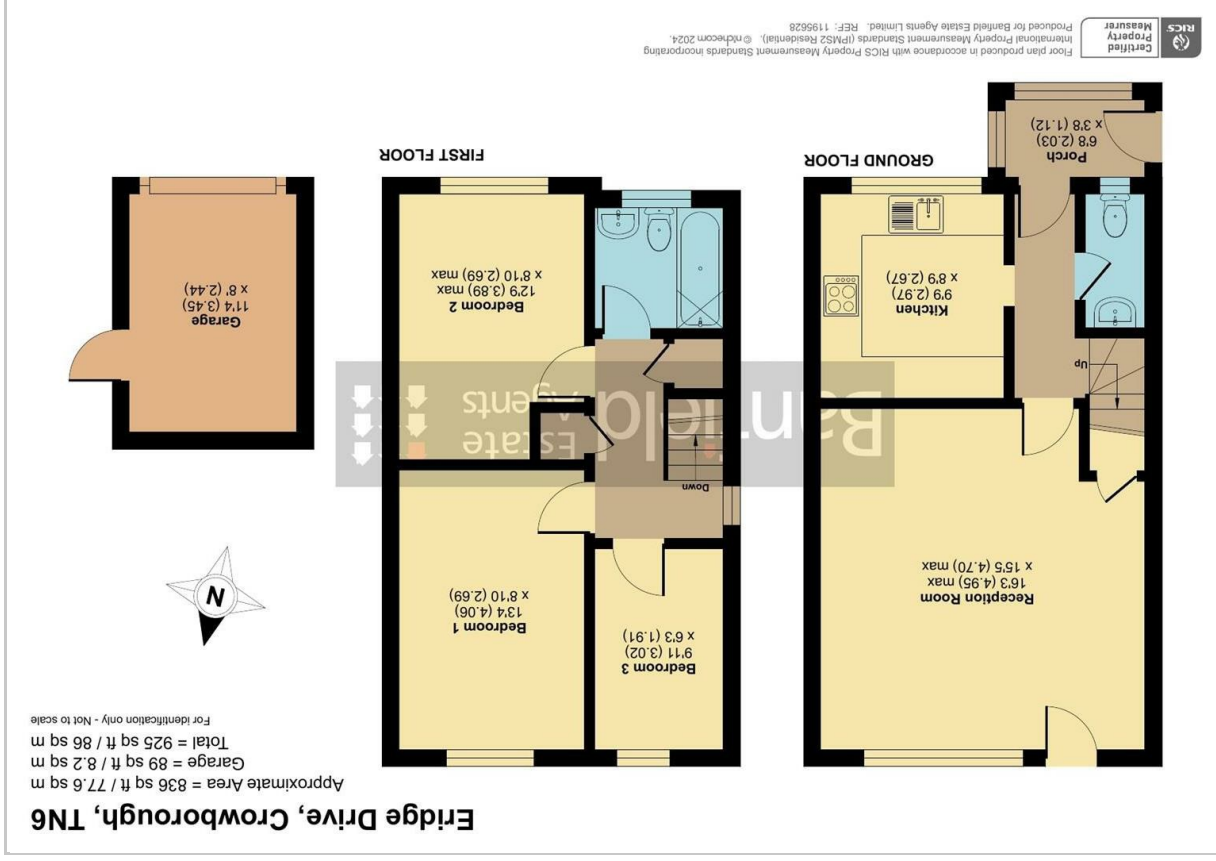 Eridge Drive, Crowborough, TN6
Approximate Area = 836 sq ft / 77.6 sq m
Garage = 89 sq ft / 8.2 sq m
Total = 925 sq ft / 86 sq m
For identification only - Not to scale
N
Reception Room
16'3 (4.95) max
x 15'5 (4.70) max
Up
Kitchen
9'9 (2.97)
x 8'9 (2.67)
Porch
6'8 (2.03)
x 3'8 (1.12)
GROUND FLOOR
Bedroom 3
9'11 (3.02)
x 6'3 (1.91)
Bedroom 1
13'4 (4.06)
x 8'10 (2.69)
Down
Bedroom 2
12'9 (3.89) max
x 8'10 (2.69) max
FIRST FLOOR
Garage
11'4 (3.45)
x 8' (2.44)
Banfield
Estate
Agents
RICS
Certified
Property
Measurer
Floor plan produced in accordance with RICS Property Measurement Standards incorporating
International Property Measurement Standards (IPMS2 Residential). © nichecom 2024.
Produced for Banfield Estate Agents Limited. REF: 1195628